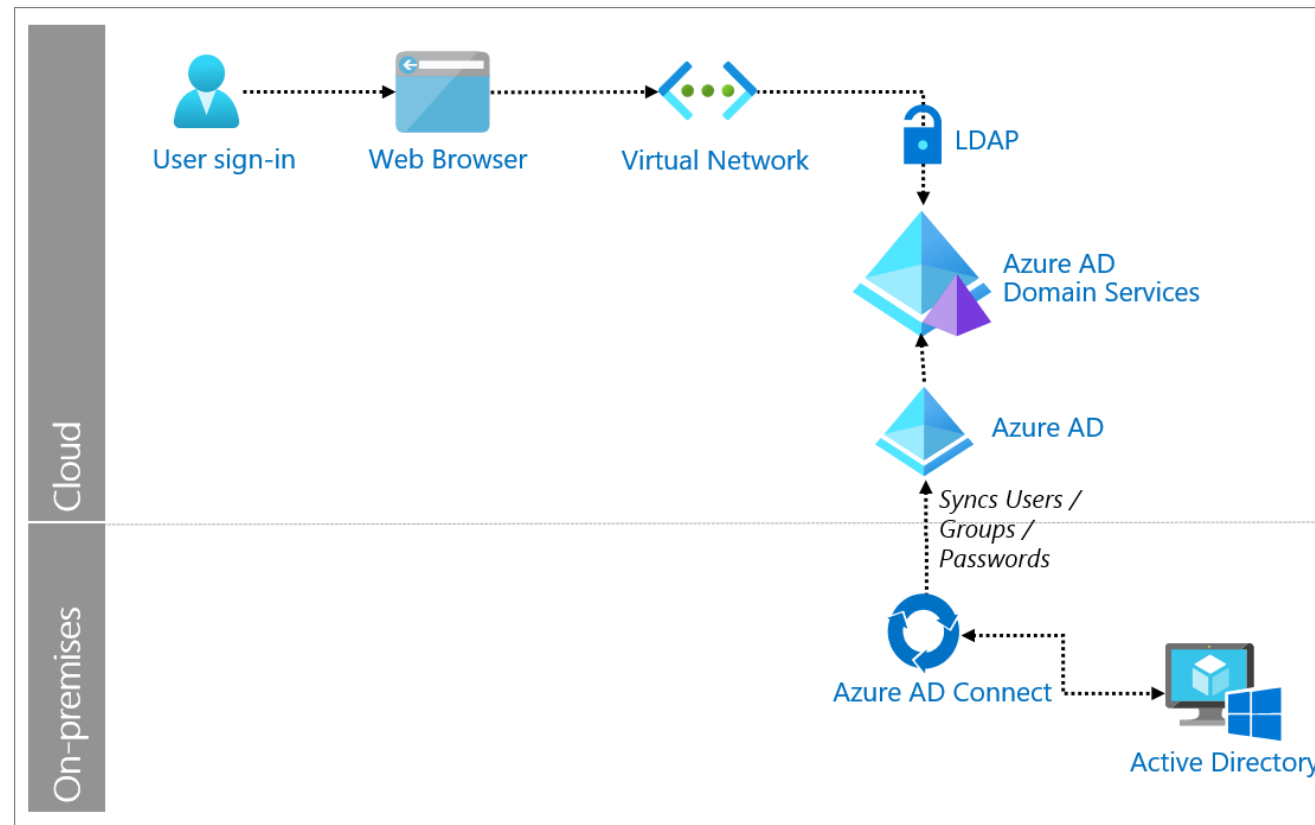 User sign-in
Web Browser
Virtual Network
LDAP
Azure AD
Domain Services
Azure AD
Cloud
Syncs Users /
Groups /
Passwords
On-premises
Azure AD Connect
Active Directory